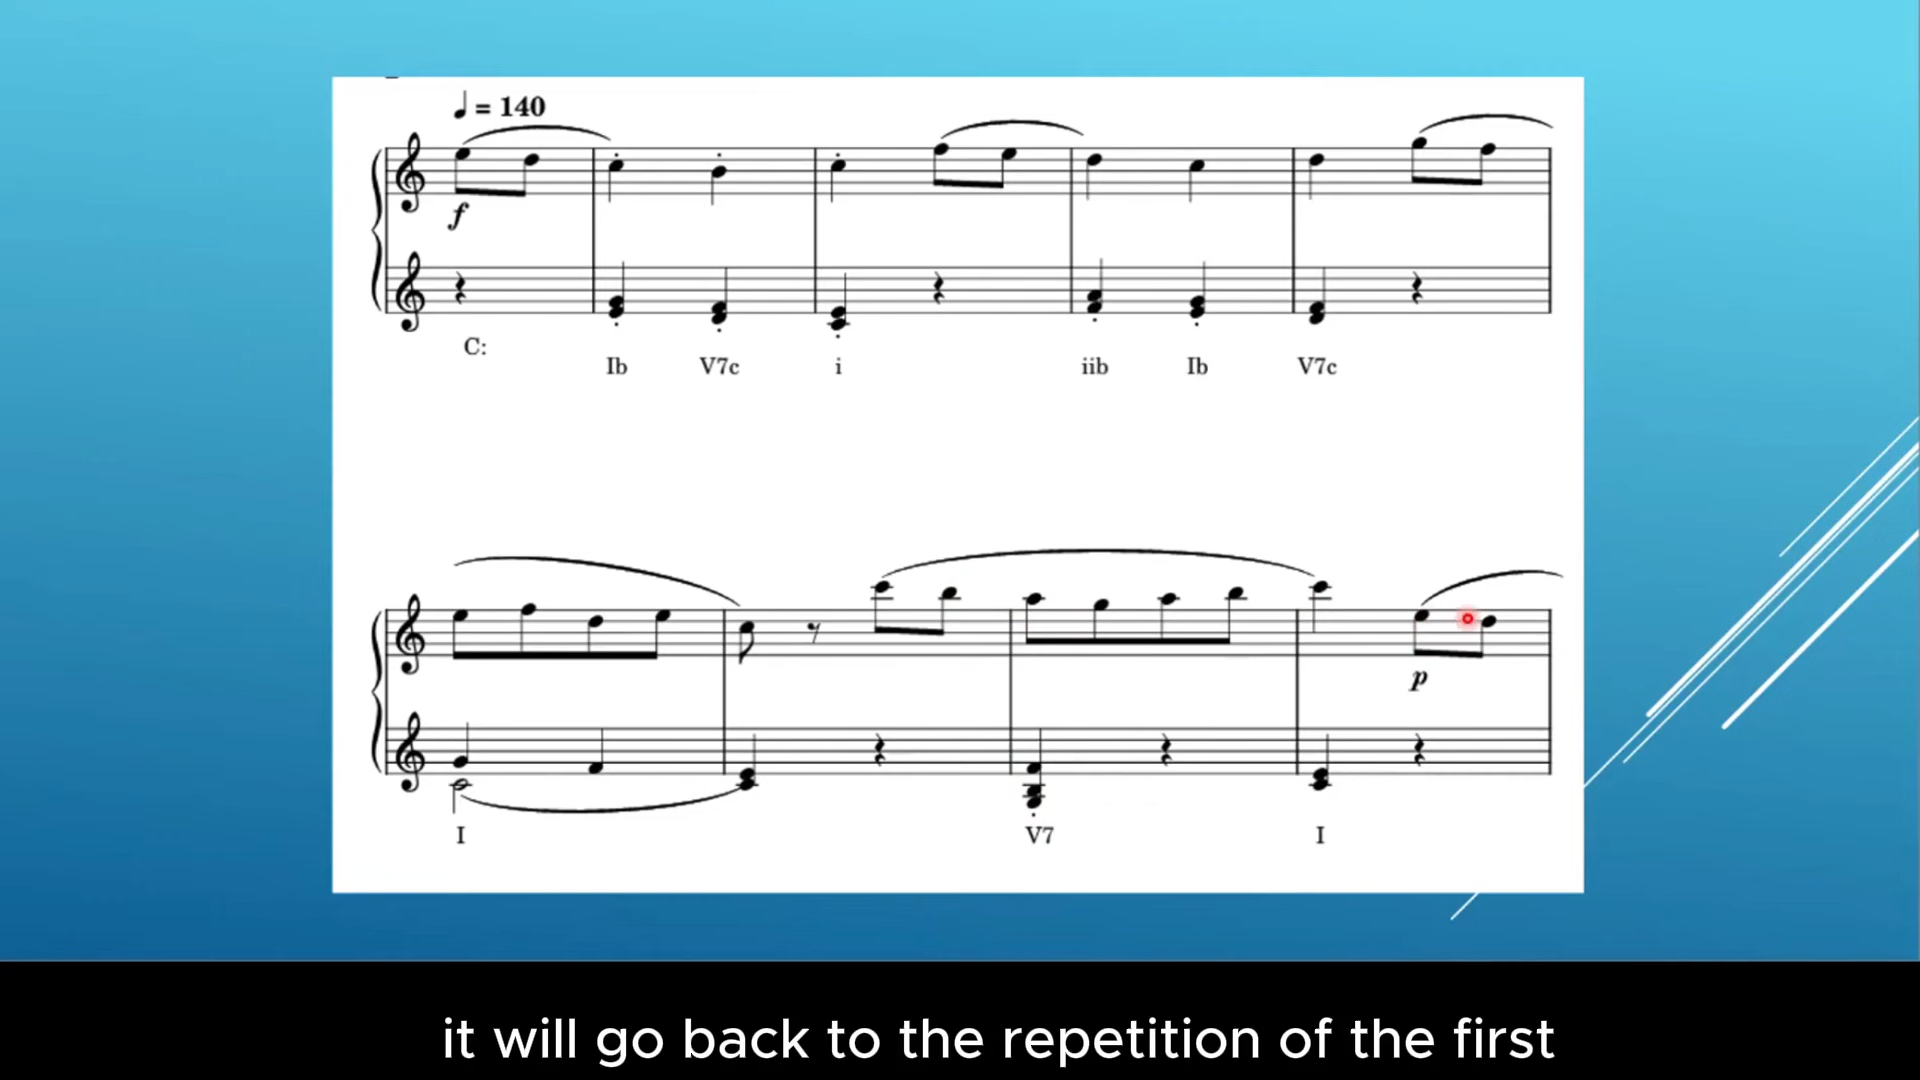 = 140
f
C:
Ib V7c i iib Ib V7c
p
I V7 I
it will go back to the repetition of the first